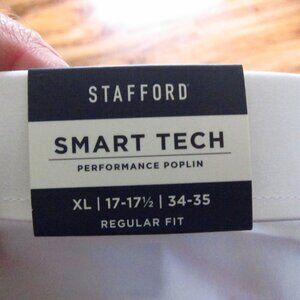 STAFFORD
SMART TECH
PERFORMANCE POPLIN
XL | 17-17½ | 34-35
REGULAR FIT